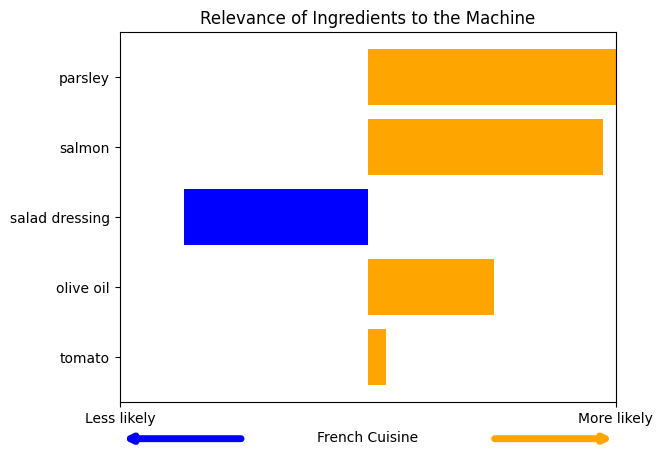 Relevance of Ingredients to the Machine
parsley
salmon
salad dressing
olive oil
tomato
Less likely
More likely
French Cuisine